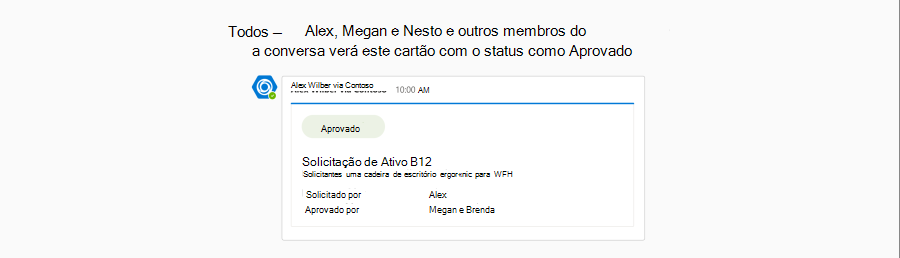 Todos – Alex, Megan e Nesto e outros membros do
a conversa verá este cartão com o status como Aprovado
Alex Wilber via Contoso 10:00 AM
Aprovado
Solicitação de Ativo B12
Solicitantes uma cadeira de escritório para WFH
Solicitado por Alex
Aprovado por Megan e Brenda